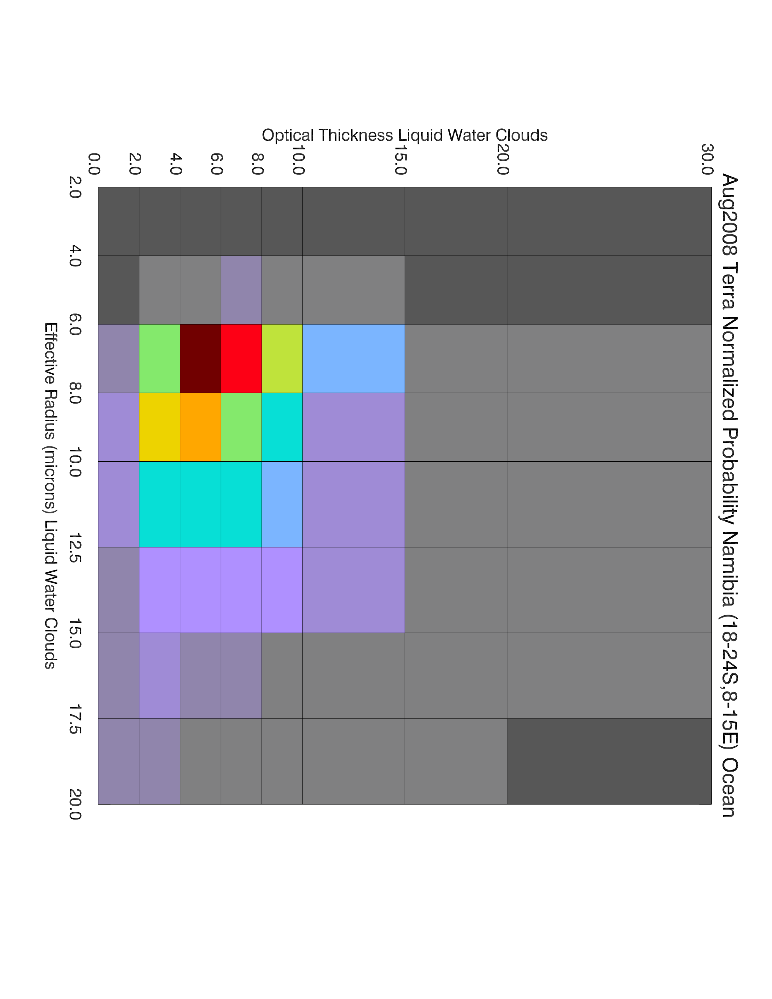 Aug2008 Terra Normalized Probability Namibia (18-24S,8-15E) Ocean
Optical Thickness Liquid Water Clouds
30.0
20.0
15.0
10.0
8.0
6.0
4.0
2.0
0.0
2.0 4.0 6.0 8.0 10.0 12.5 15.0 17.5 20.0
Effective Radius (microns) Liquid Water Clouds